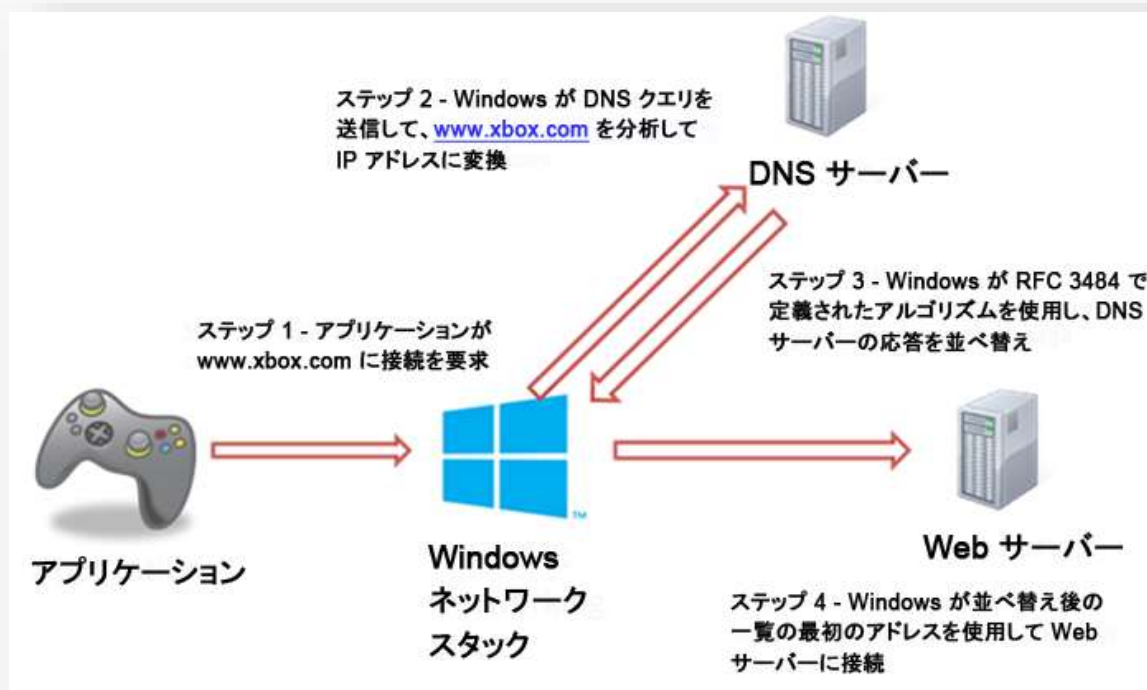 ステップ 2 - Windows が DNS クエリを
送信して、www.xbox.com を分析して
IP アドレスに変換
DNS サーバー
ステップ 3 - Windows が RFC 3484 で
定義されたアルゴリズムを使用し、DNS
サーバーの応答を並べ替え
ステップ 1 - アプリケーションが
www.xbox.com に接続を要求
アプリケーション
Windows
ネットワーク
スタック
TM
Web サーバー
ステップ 4 - Windows が並べ替え後の
一覧の最初のアドレスを使用して Web
サーバーに接続